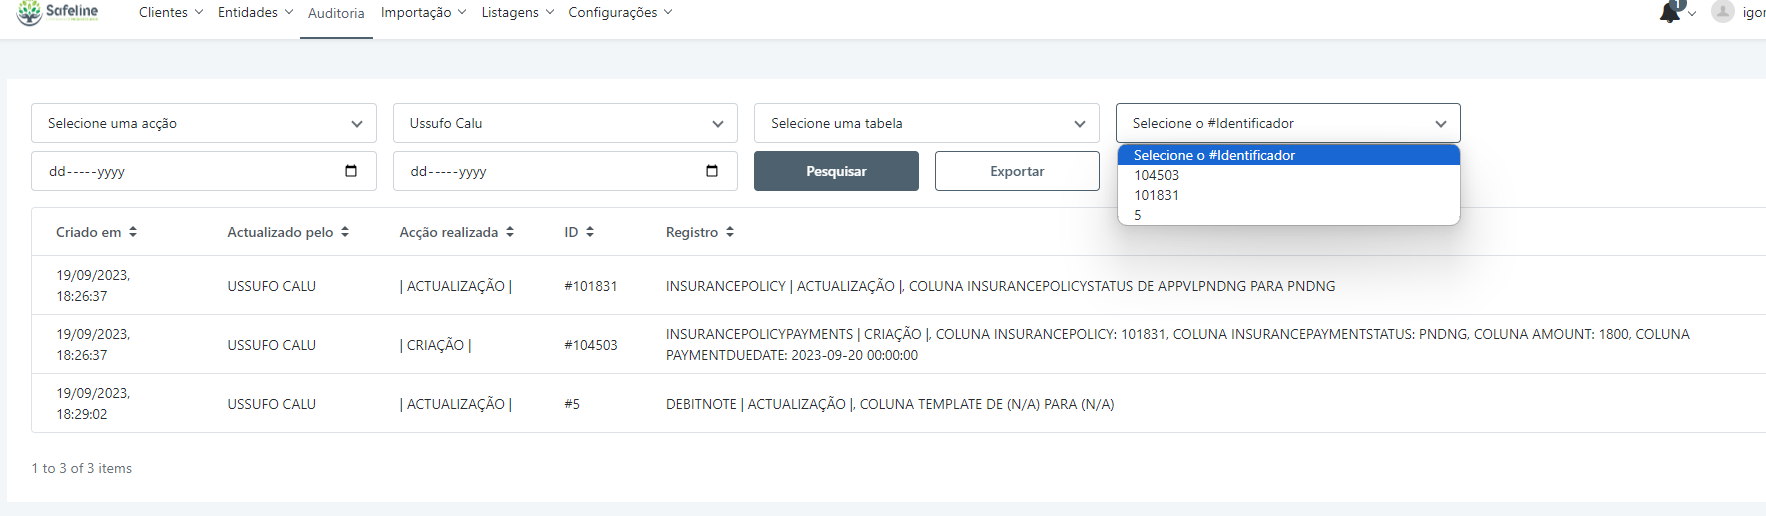 Safeline
Clientes Entidades Auditoria Importação Listagens Configurações 1 igor
Selecione uma acção Ussufo Calu Selecione uma tabela Selecione o #Identificador
dd-----yyyy dd-----yyyy Pesquisar Exportar
Selecione o #Identificador
104503
101831
5
Criado em Actualizado pelo Acção realizada ID Registro
19/09/2023,
18:26:37 USSUFO CALU | ACTUALIZAÇÃO | #101831 INSURANCEPOLICY | ACTUALIZAÇÃO |, COLUNA INSURANCEPOLICYSTATUS DE APPVLPNDNG PARA PNDNG
19/09/2023,
18:26:37 USSUFO CALU | CRIAÇÃO | #104503 INSURANCEPOLICYPAYMENTS | CRIAÇÃO |, COLUNA INSURANCEPOLICY: 101831, COLUNA INSURANCEPAYMENTSTATUS: PNDNG, COLUNA AMOUNT: 1800, COLUNA
PAYMENTDUEDATE: 2023-09-20 00:00:00
19/09/2023,
18:29:02 USSUFO CALU | ACTUALIZAÇÃO | #5 DEBITNOTE | ACTUALIZAÇÃO |, COLUNA TEMPLATE DE (N/A) PARA (N/A)
1 to 3 of 3 items